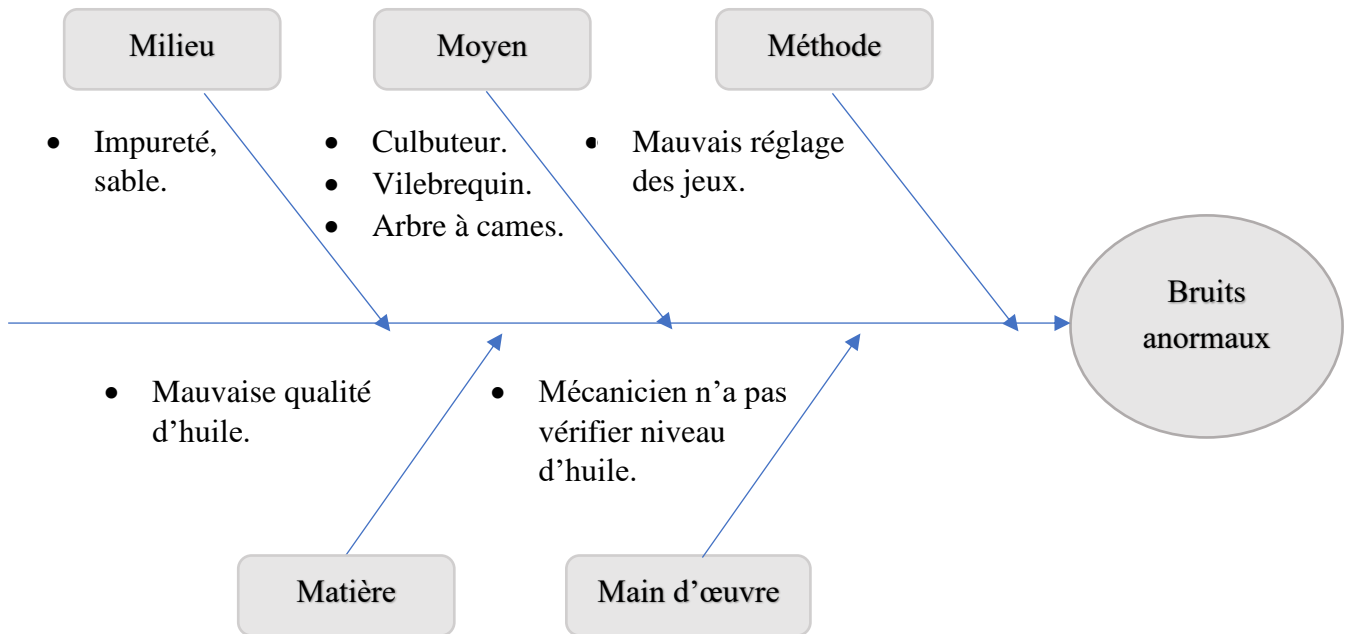 Milieu
Moyen
Méthode
• Impureté,
sable.
• Culbuteur.
• Vilebrequin.
• Arbre à cames.
• Mauvais réglage
des jeux.
Bruits
anormaux
• Mauvaise qualité
d’huile.
• Mécanicien n’a pas
vérifier niveau
d’huile.
Matière
Main d’œuvre